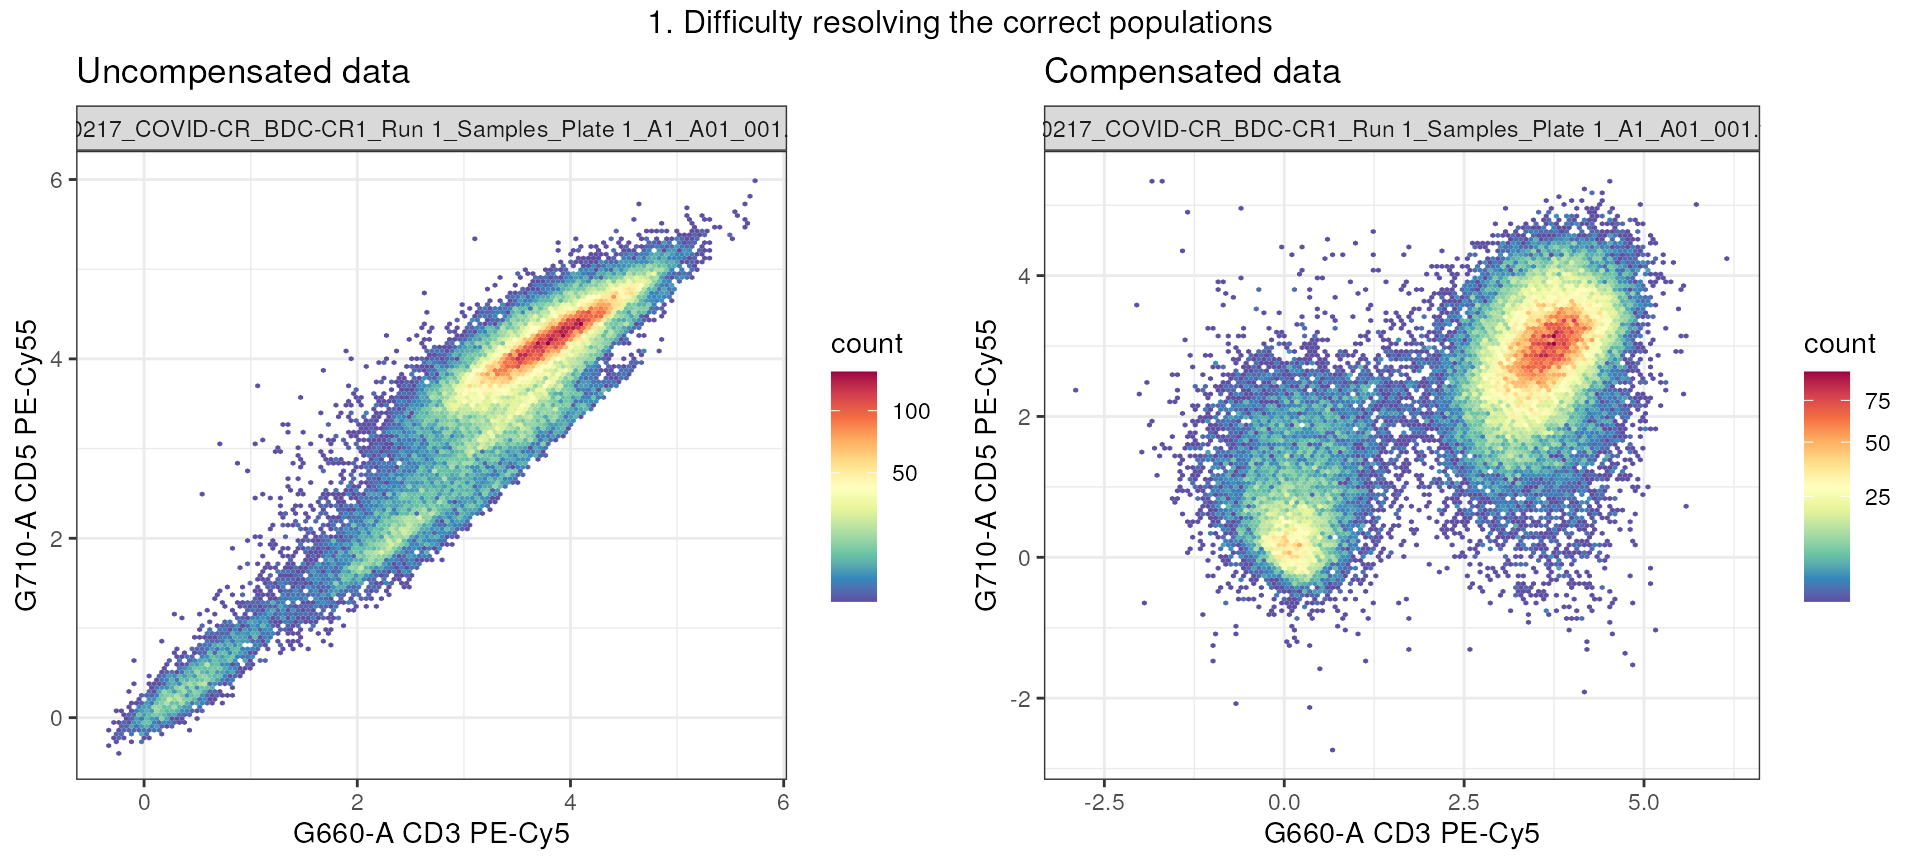 1. Difficulty resolving the correct populations
Uncompensated data
0217_COVID-CR_BDC-CR1_Run 1_Samples_Plate 1_A1_A01_001.
G710-A CD5 PE-Cy55
6
4
2
0
0 2 4 6
G660-A CD3 PE-Cy5
count
100
50
Compensated data
0217_COVID-CR_BDC-CR1_Run 1_Samples_Plate 1_A1_A01_001.
G710-A CD5 PE-Cy55
4
2
0
-2
-2.5 0.0 2.5 5.0
G660-A CD3 PE-Cy5
count
75
50
25